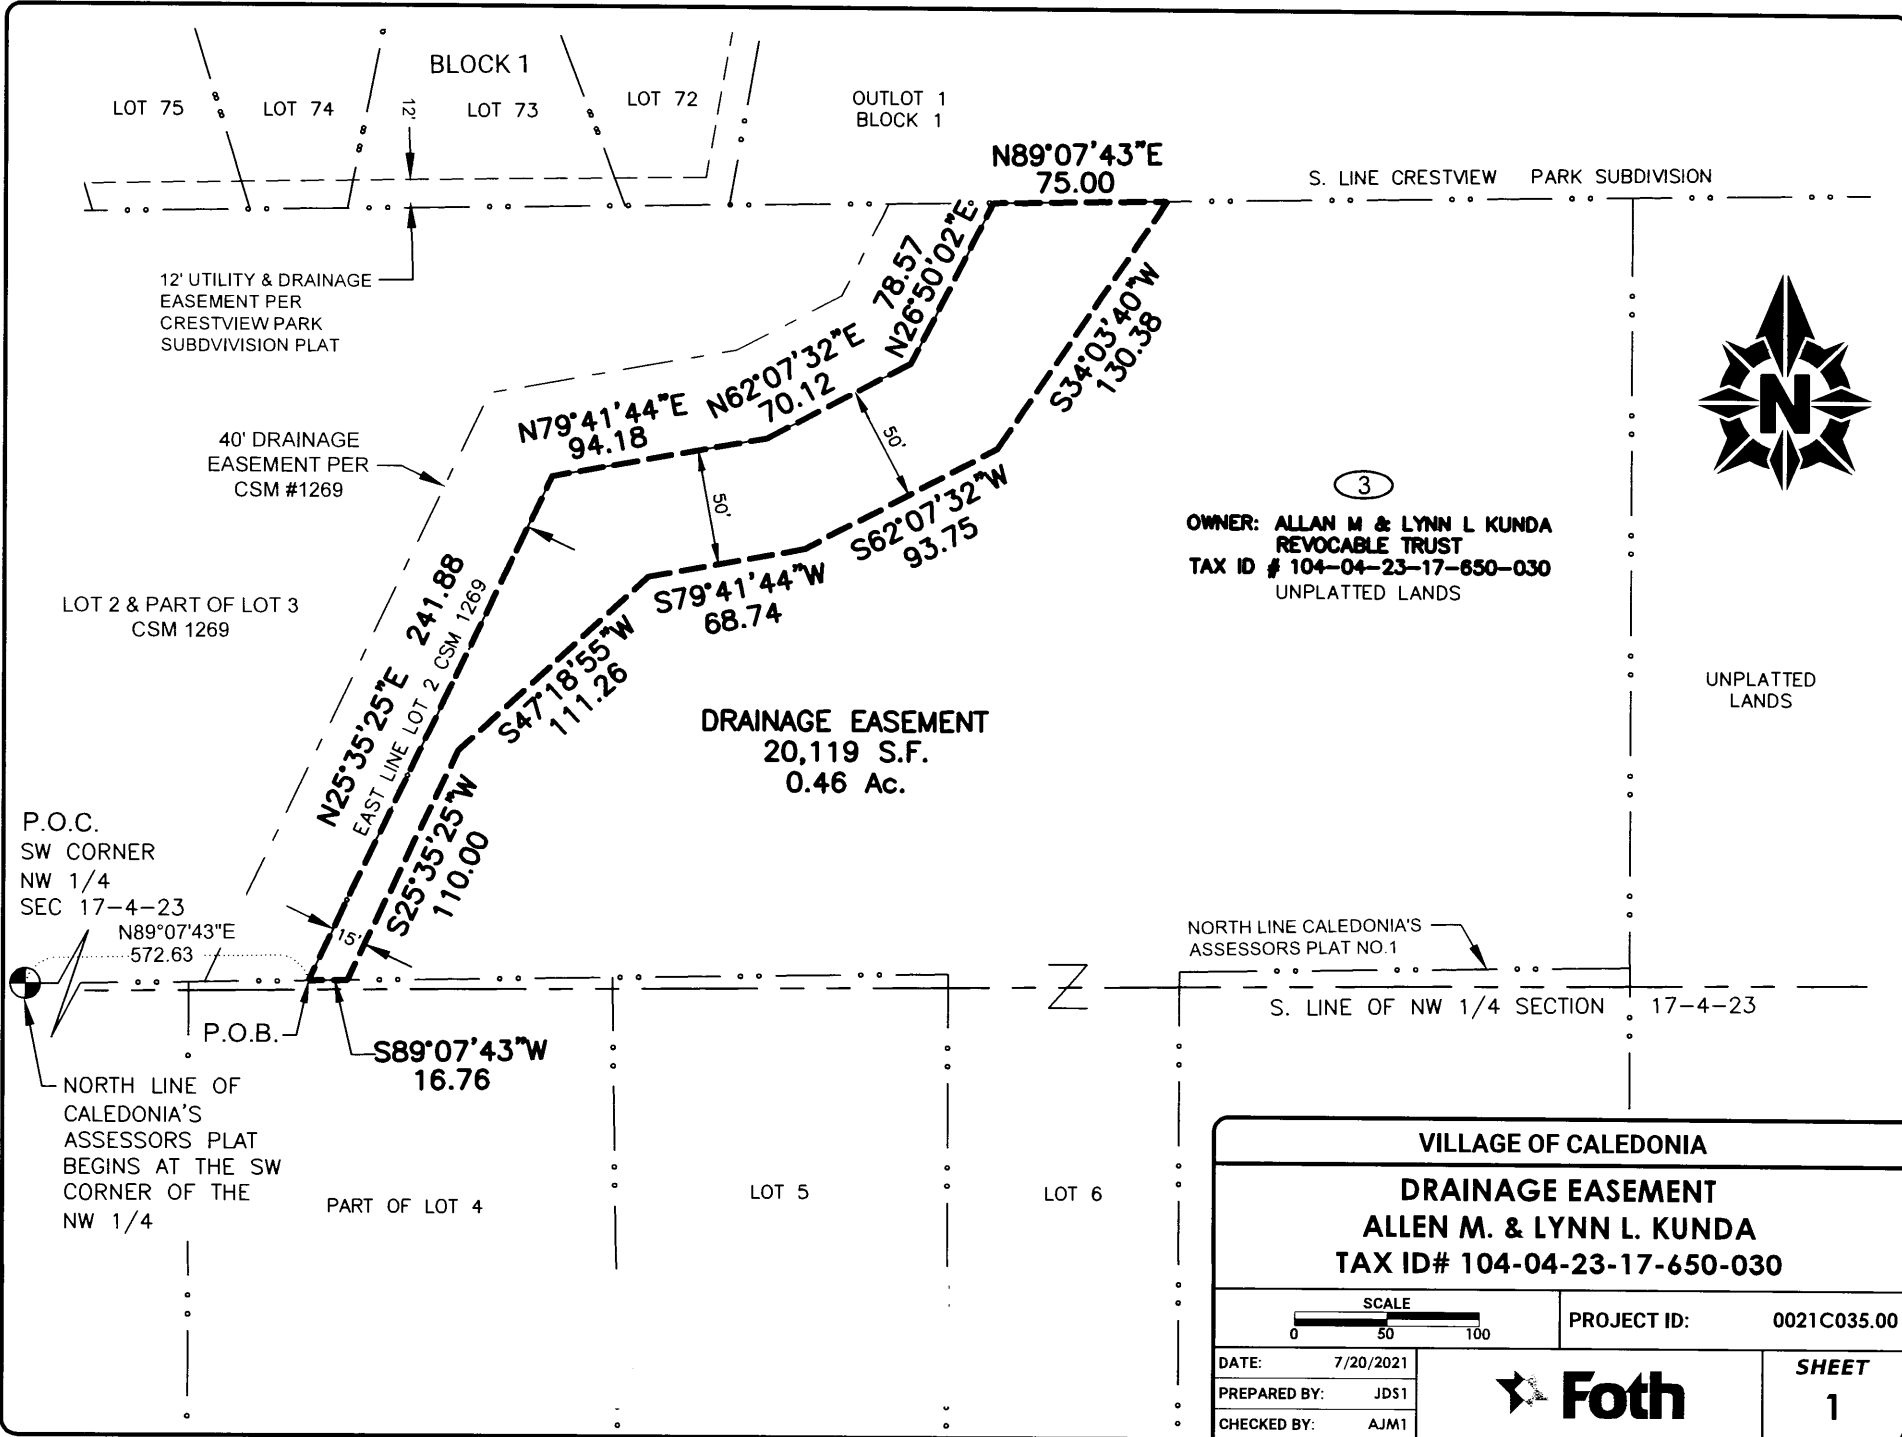 BLOCK 1
LOT 75
LOT 74
12'
LOT 73
LOT 72
OUTLOT 1
BLOCK 1
N89°07'43"E
75.00
S. LINE CRESTVIEW PARK SUBDIVISION
12' UTILITY & DRAINAGE
EASEMENT PER
CRESTVIEW PARK
SUBDVIVISION PLAT
78.57
N26°50'02"E
S34°03'40"W
130.38
N62°07'32"E
70.12
N79°41'44"E
94.18
50'
50'
40' DRAINAGE
EASEMENT PER
CSM #1269
N
3
OWNER: ALLAN M & LYNN L KUNDA
REVOCABLE TRUST
TAX ID # 104-04-23-17-650-030
UNPLATTED LANDS
S62°07'32"W
93.75
S79°41'44"W
68.74
LOT 2 & PART OF LOT 3
CSM 1269
N25°35'25"E 241.88
EAST LINE LOT 2 CSM 1269
S47°18'55"W
111.26
UNPLATTED
LANDS
DRAINAGE EASEMENT
20,119 S.F.
0.46 Ac.
S25°35'25"W
110.00
P.O.C.
SW CORNER
NW 1/4
SEC 17-4-23
N89°07'43"E
572.63
15'
NORTH LINE CALEDONIA'S
ASSESSORS PLAT NO.1
S. LINE OF NW 1/4 SECTION 17-4-23
P.O.B.
S89°07'43"W
16.76
NORTH LINE OF
CALEDONIA'S
ASSESSORS PLAT
BEGINS AT THE SW
CORNER OF THE
NW 1/4
PART OF LOT 4
LOT 5
LOT 6
VILLAGE OF CALEDONIA
DRAINAGE EASEMENT
ALLEN M. & LYNN L. KUNDA
TAX ID# 104-04-23-17-650-030
SCALE
0 50 100
PROJECT ID: 0021C035.00
DATE: 7/20/2021
PREPARED BY: JDS1
CHECKED BY: AJM1
Foth
SHEET
1